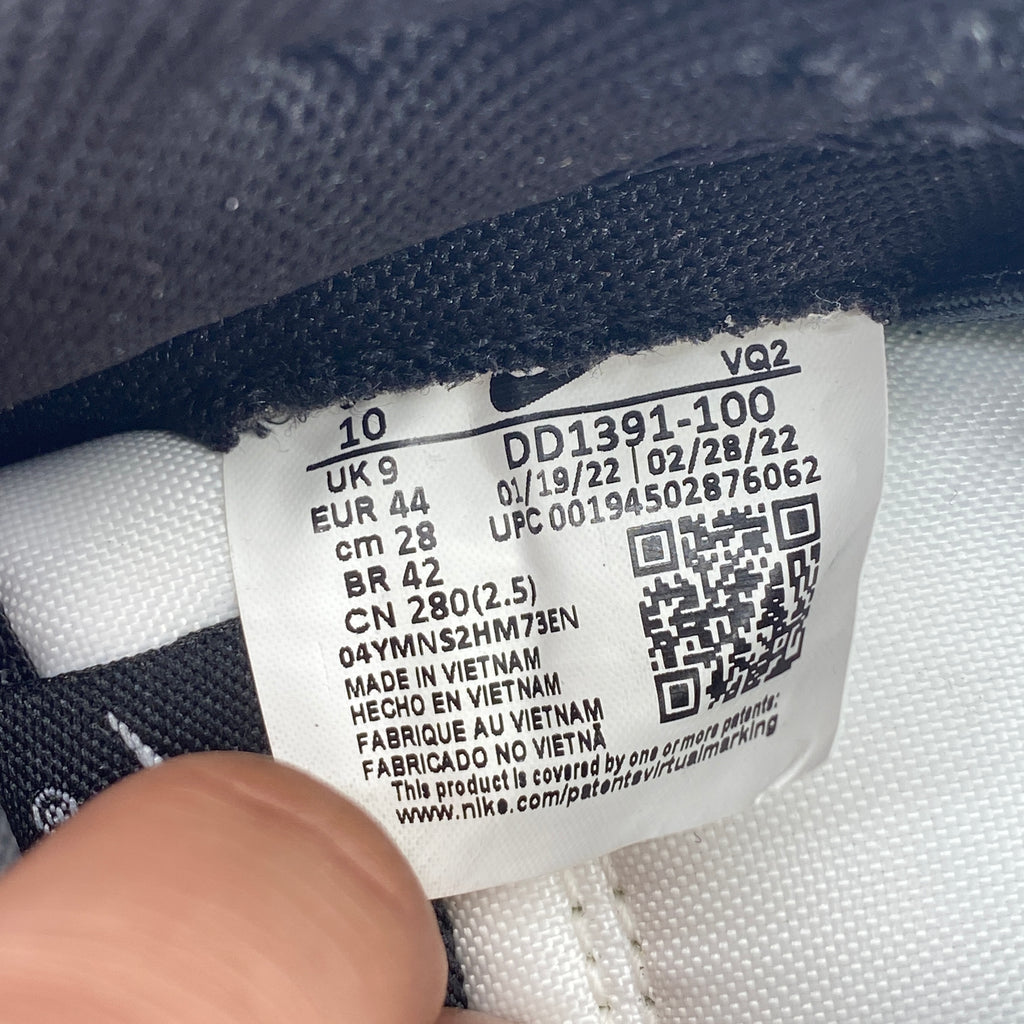 VQ2
10
DD1391-100
UK 9
01/19/22 | 02/28/22
EUR 44
UPC 00194502876062
cm 28
BR 42
CN 280(2.5)
04YMNS2HM73EN
MADE IN VIETNAM
HECHO EN VIETNAM
FABRIQUE AU VIETNAM
FABRICADO NO VIETNÃ
This product is covered by one or more patents:
www.nike.com/patentsvirtualmarking
®